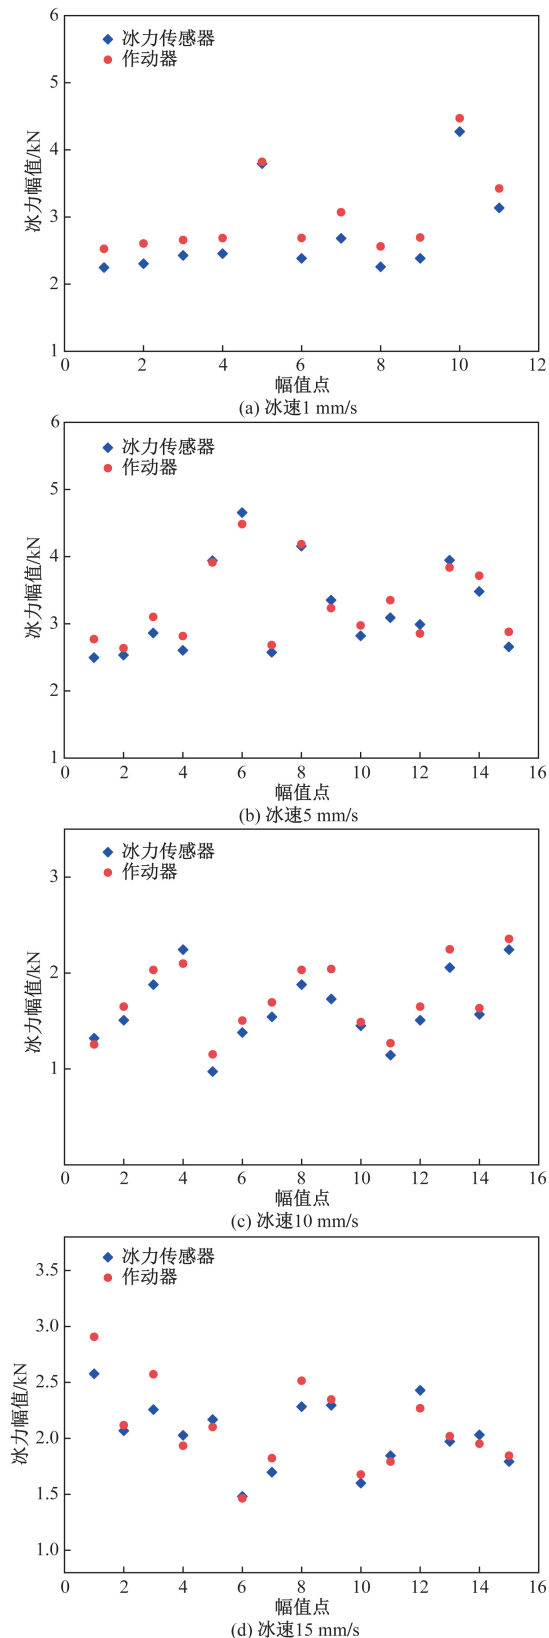 6
冰力传感器
作动器
5
4
3
2
1
冰力幅值/kN
0
2
4
6
8
10
12
幅值点
(a) 冰速1 mm/s
6
冰力传感器
作动器
5
4
3
2
1
冰力幅值/kN
0
2
4
6
8
10
12
14
16
幅值点
(b) 冰速5 mm/s
冰力传感器
作动器
3
2
1
冰力幅值/kN
0
2
4
6
8
10
12
14
16
幅值点
(c) 冰速10 mm/s
冰力传感器
作动器
3.5
3.0
2.5
2.0
1.5
1.0
冰力幅值/kN
0
2
4
6
8
10
12
14
16
幅值点
(d) 冰速15 mm/s